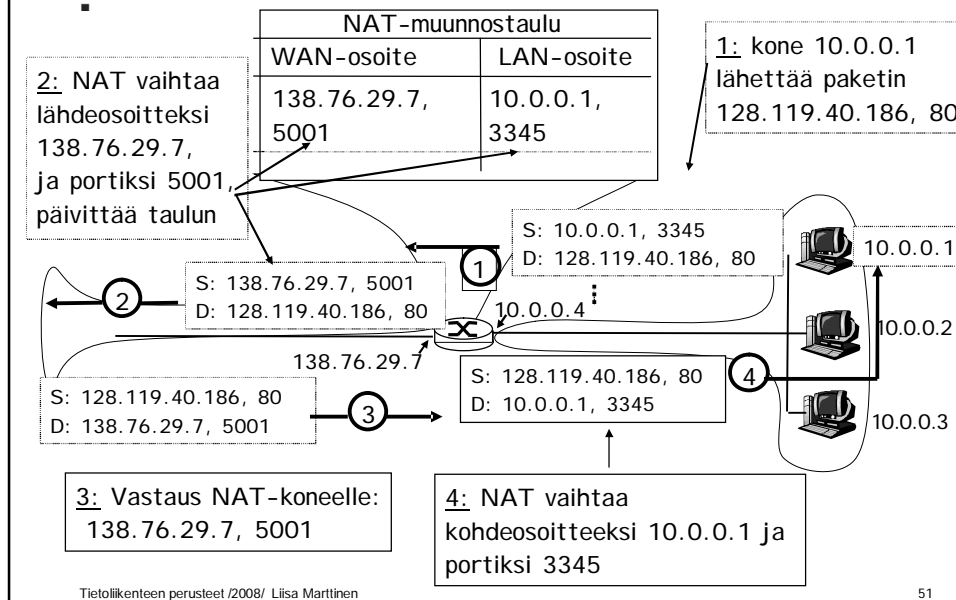 NAT-muunnostaulu
WAN-osoite LAN-osoite
138.76.29.7, 10.0.0.1,
5001 3345
1: kone 10.0.0.1
lähettää paketin
128.119.40.186, 80
2: NAT vaihtaa
lähdeosoitteksi
138.76.29.7,
ja portiksi 5001,
päivittää taulun
S: 10.0.0.1, 3345
D: 128.119.40.186, 80
1
10.0.0.1
S: 138.76.29.7, 5001
D: 128.119.40.186, 80
2
10.0.0.4
10.0.0.2
138.76.29.7
S: 128.119.40.186, 80
D: 10.0.0.1, 3345
4
S: 128.119.40.186, 80
D: 138.76.29.7, 5001
3
10.0.0.3
3: Vastaus NAT-koneelle:
138.76.29.7, 5001
4: NAT vaihtaa
kohdeosoitteeksi 10.0.0.1 ja
portiksi 3345
Tietoliikenteen perusteet /2008/ Liisa Marttinen
51